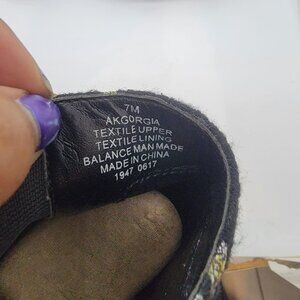 7M
AKGORGIA
TEXTILE UPPER
TEXTILE LINING
BALANCE MAN MADE
MADE IN CHINA
1947 0617